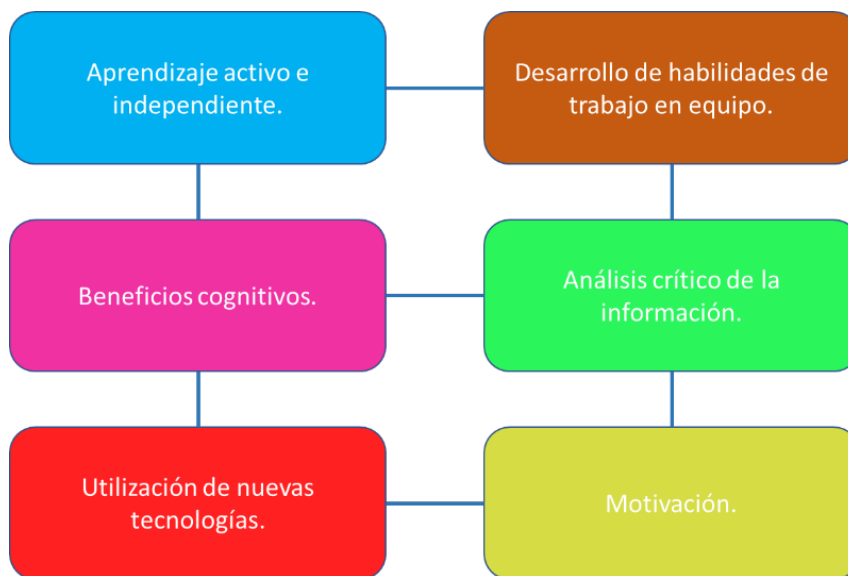 Aprendizaje activo e
independiente.
Desarrollo de habilidades de
trabajo en equipo.
Beneficios cognitivos.
Análisis crítico de la
información.
Utilización de nuevas
tecnologías.
Motivación.